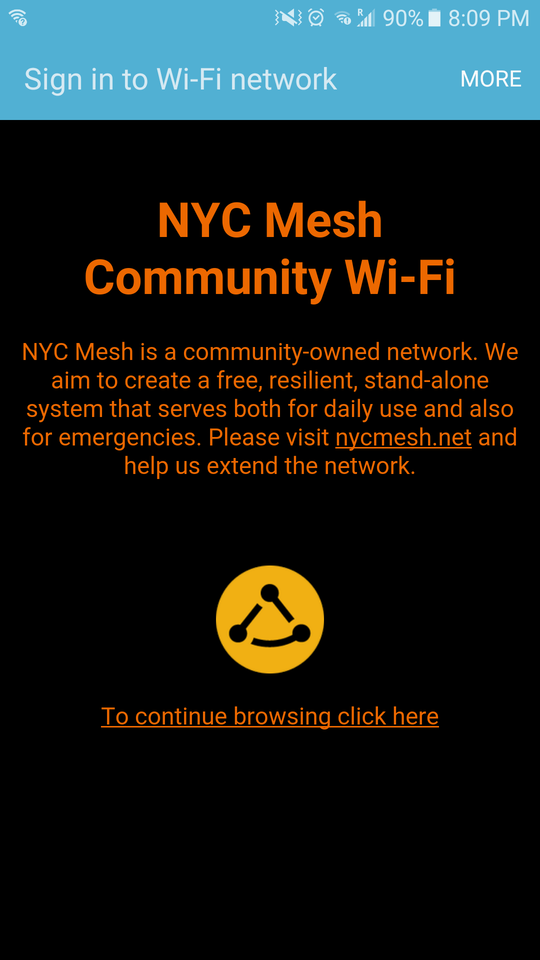 R 90% 8:09 PM
Sign in to Wi-Fi network MORE
NYC Mesh
Community Wi-Fi
NYC Mesh is a community-owned network. We
aim to create a free, resilient, stand-alone
system that serves both for daily use and also
for emergencies. Please visit nycmesh.net and
help us extend the network.
To continue browsing click here